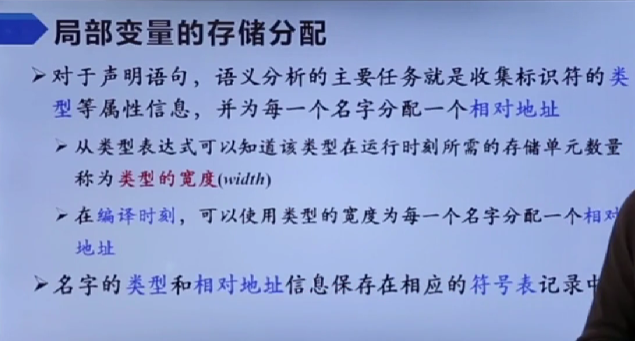 局部变量的存储分配
对于声明语句，语义分析的主要任务就是收集标识符的类
型等属性信息，并为每一个名字分配一个相对地址
从类型表达式可以知道该类型在运行时刻所需的存储单元数量
称为类型的宽度(width)
在编译时刻，可以使用类型的宽度为每一个名字分配一个相对
地址
名字的类型和相对地址信息保存在相应的符号表记录中